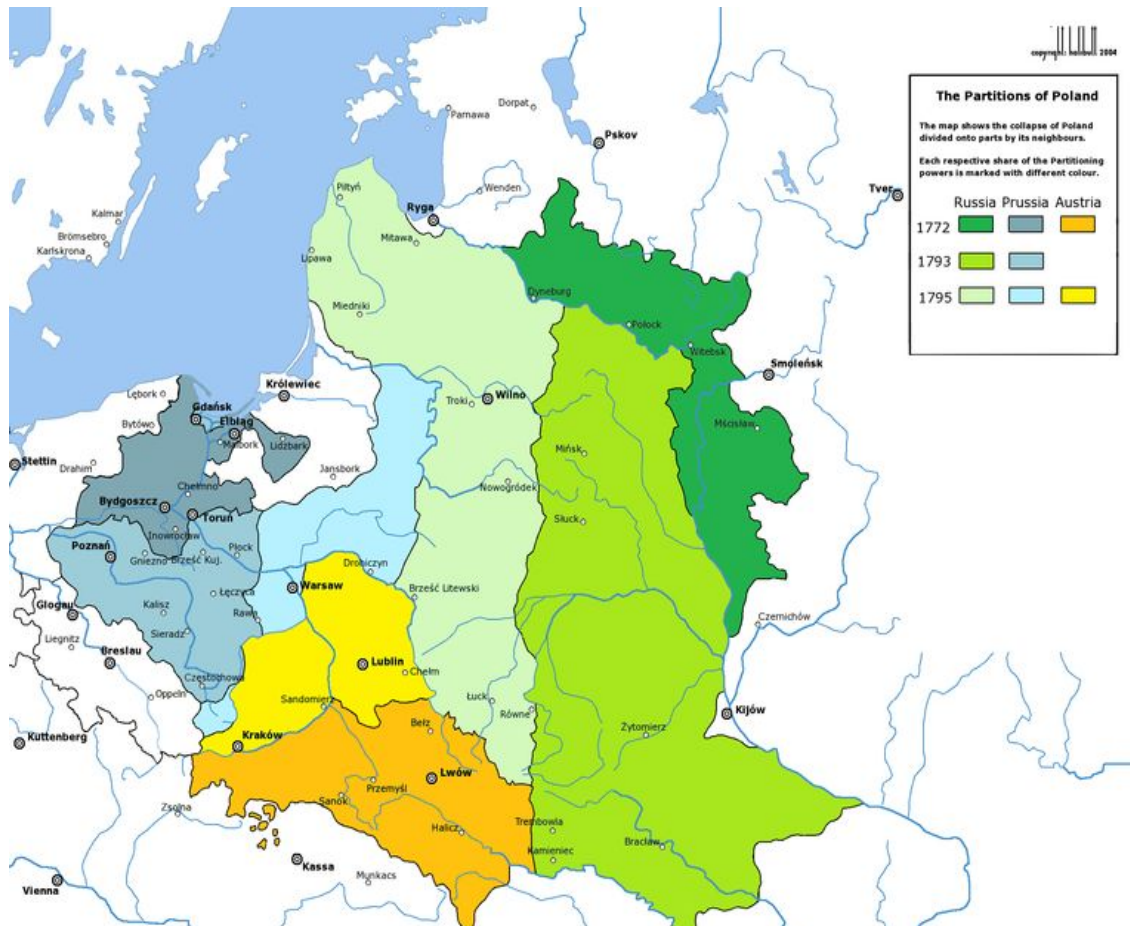 copyright: halibutt 2004
The Partitions of Poland
The map shows the collapse of Poland
divided onto parts by its neighbours.
Each respective share of the Partitioning
powers is marked with different colour.
Russia Prussia Austria
1772
1793
1795
Parnawa
Dorpat
Pskov
Tver
Piltyń
Wenden
Ryga
Kalmar
Brömsebro
Karlskrona
Mitawa
Lipawa
Dyneburg
Miedniki
Połock
Witebsk
Smoleńsk
Królewiec
Lębork
Wilno
Troki
Gdańsk
Bytów
Elbląg
Malbork
Lidzbark
Mścisław
Mińsk
Stettin
Drahim
Jansbork
Nowogródek
Chełmno
Bydgoszcz
Toruń
Słuck
Inowrocław
Poznań
Gniezno
Brześć Kuj.
Płock
Drohiczyn
Warsaw
Brześć Litewski
Łęczyca
Glogau
Kalisz
Rawa
Czernichów
Sieradz
Liegnitz
Breslau
Lublin
Chełm
Częstochowa
Oppeln
Sandomierz
Łuck
Równe
Kijów
Bełz
Żytomierz
Kuttenberg
Kraków
Lwów
Przemyśl
Sanok
Zsolna
Halicz
Trembowla
Bracław
Kamieniec
Kassa
Munkacs
Vienna